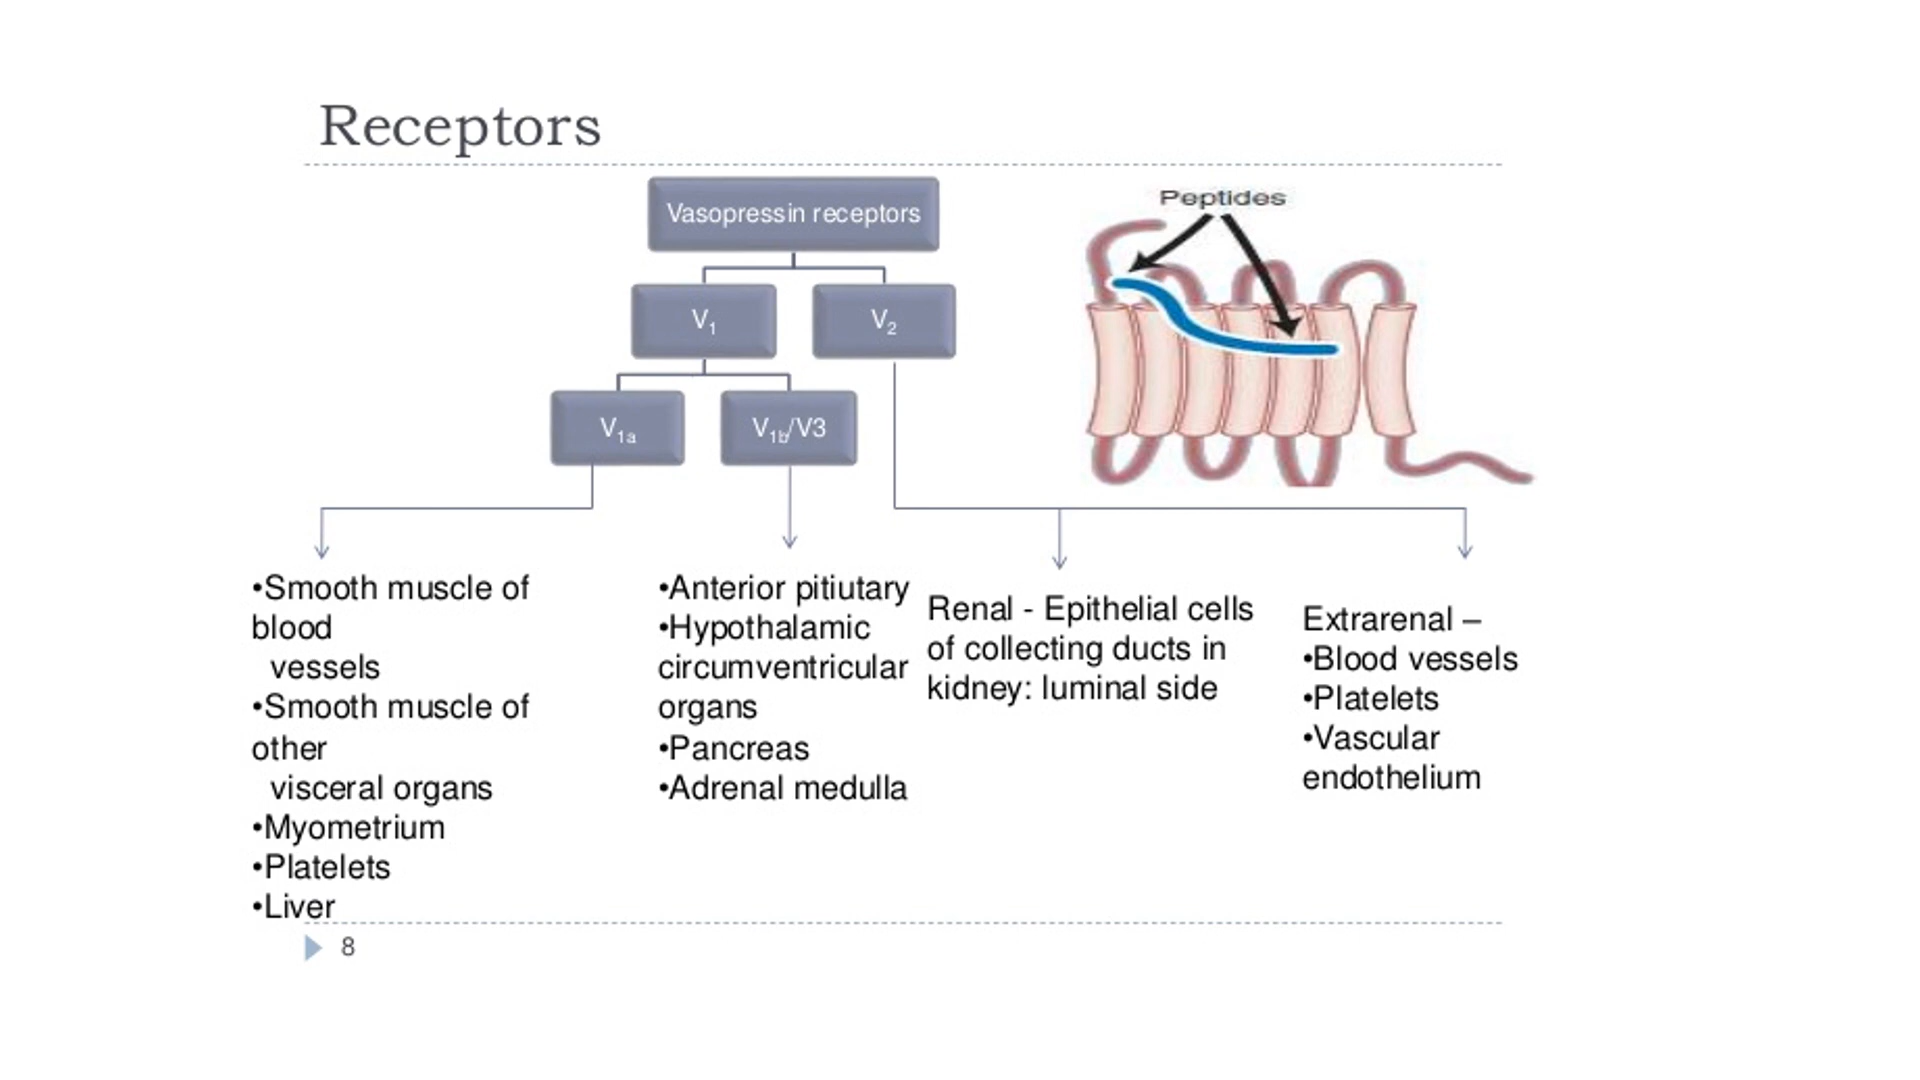 Receptors
Vasopressin receptors
Peptides
V1
V2
V1a
V1b/V3
•Smooth muscle of
blood
vessels
•Smooth muscle of
other
visceral organs
•Myometrium
•Platelets
•Liver
•Anterior pitiutary
•Hypothalamic
circumventricular
organs
•Pancreas
•Adrenal medulla
Renal - Epithelial cells
of collecting ducts in
kidney: luminal side
Extrarenal –
•Blood vessels
•Platelets
•Vascular
endothelium
8